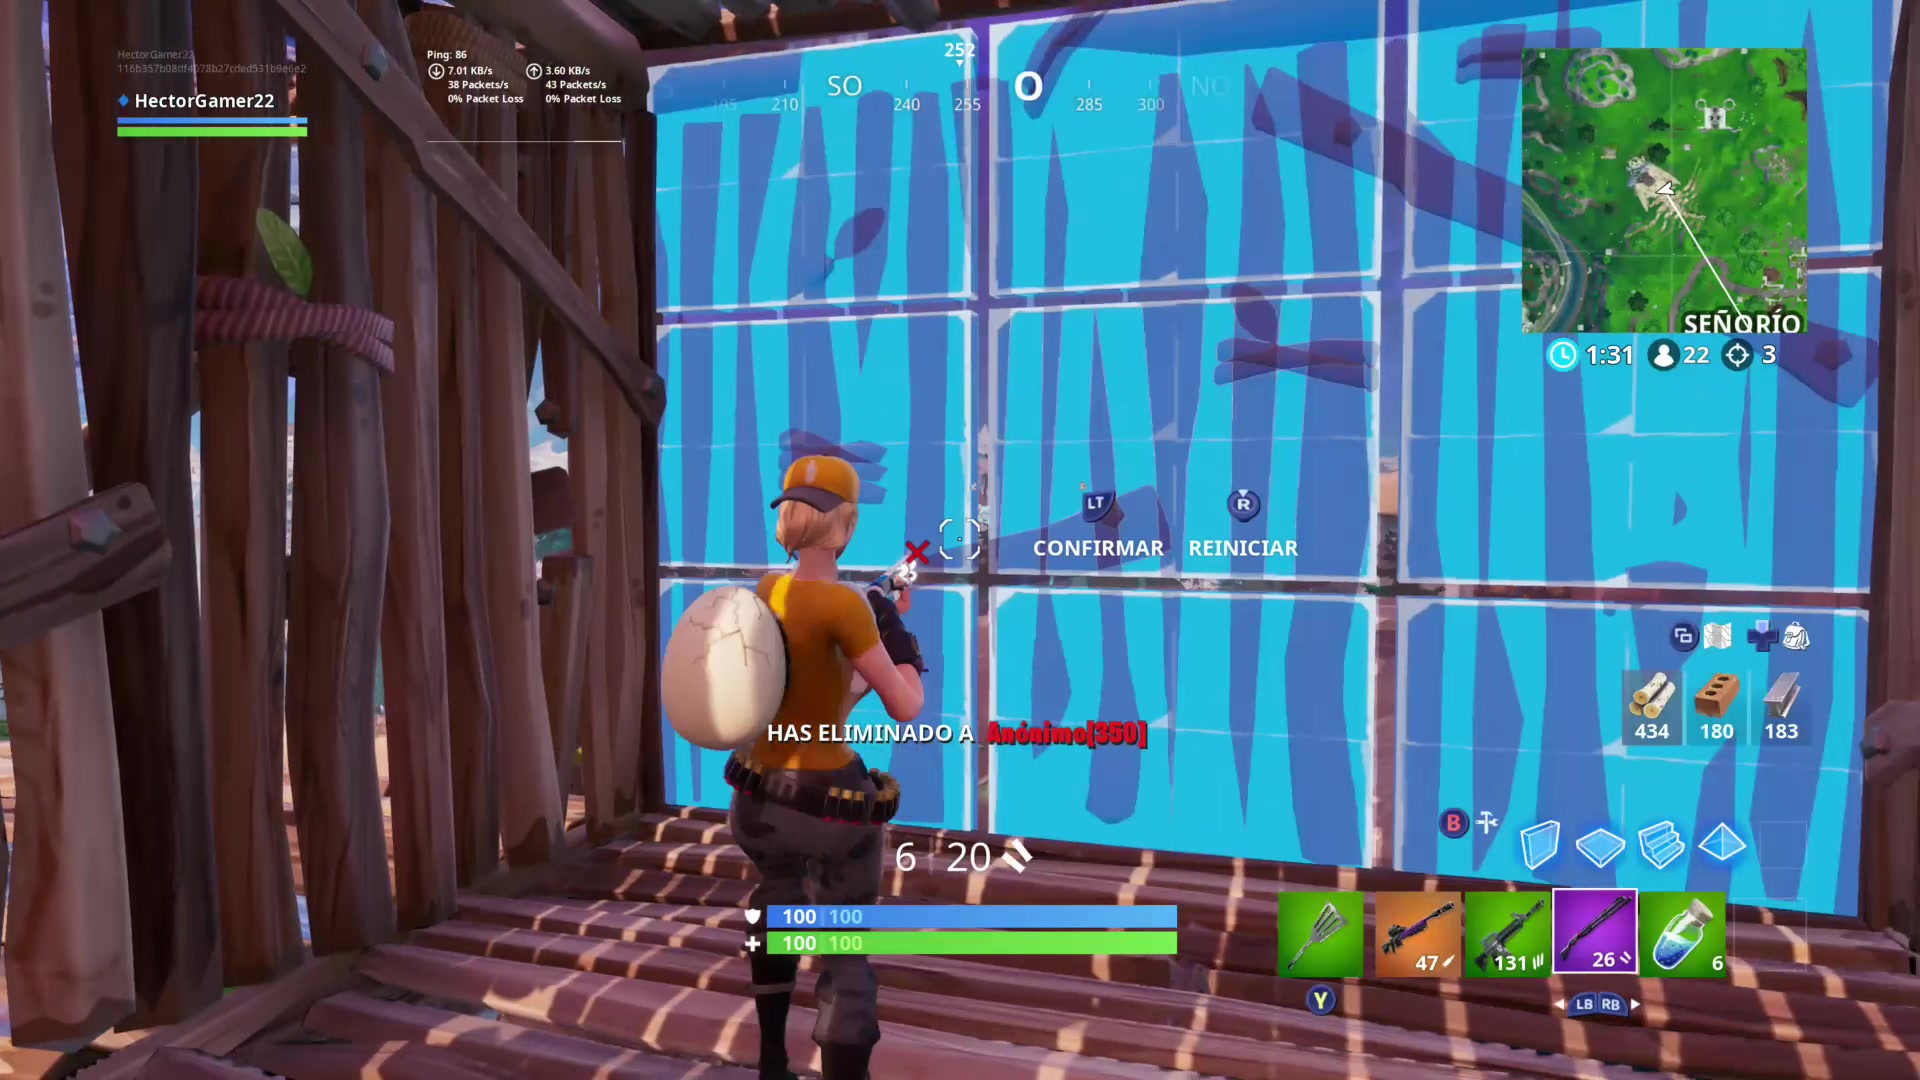 HectorGamer22
HectorGamer22
Ping: 86
7.01 KB/s
38 Packets/s
0% Packet Loss
3.60 KB/s
43 Packets/s
0% Packet Loss
252
SO
O
NO
195
210
240
255
285
300
SEÑORÍO
1:31
22
3
LT
R
CONFIRMAR
REINICIAR
25
HAS ELIMINADO A Anónimo[350]
434
180
183
B
6 20
100 100
100 100
47
131
26
6
Y
LB RB